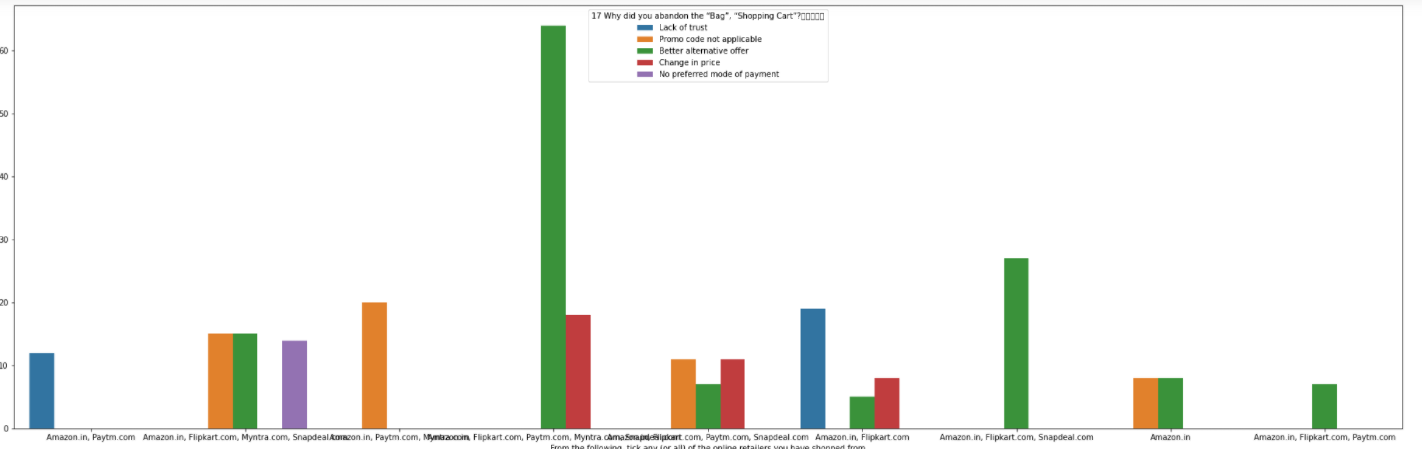 17 Why did you abandon the “Bag”, “Shopping Cart”?
Lack of trust
Promo code not applicable
Better alternative offer
Change in price
No preferred mode of payment
60
50
40
30
20
10
0
Amazon.in, Paytm.com
Amazon.in, Flipkart.com, Myntra.com, Snapdeal.com
Amazon.in, Paytm.com, Myntra.com
Amazon.in, Flipkart.com, Paytm.com, Myntra.com, Snapdeal.com
Amazon.in, Flipkart.com, Paytm.com, Snapdeal.com
Amazon.in, Flipkart.com
Amazon.in, Flipkart.com, Snapdeal.com
Amazon.in
Amazon.in, Flipkart.com, Paytm.com
From the following, tick any (or all) of the online retailers you have shopped from